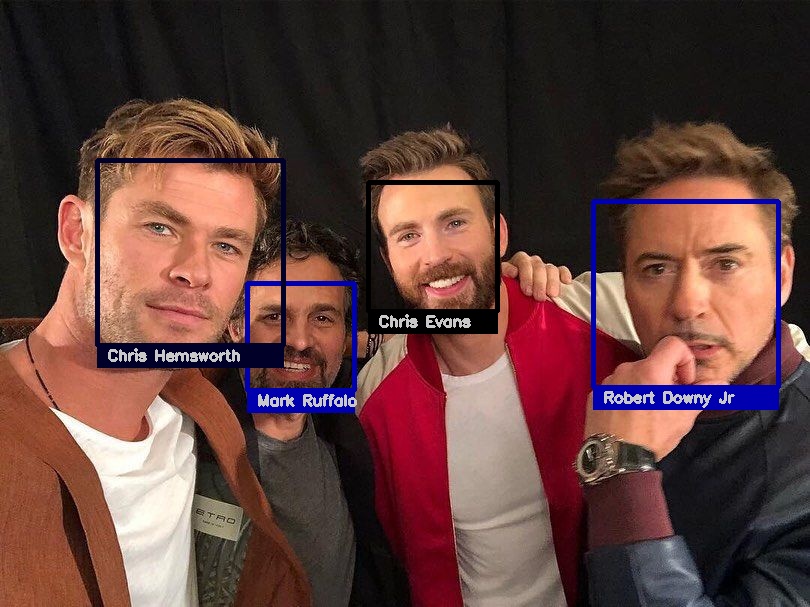 Chris Hemsworth
Mark Ruffalo
Chris Evans
Robert Downy Jr
ETRO